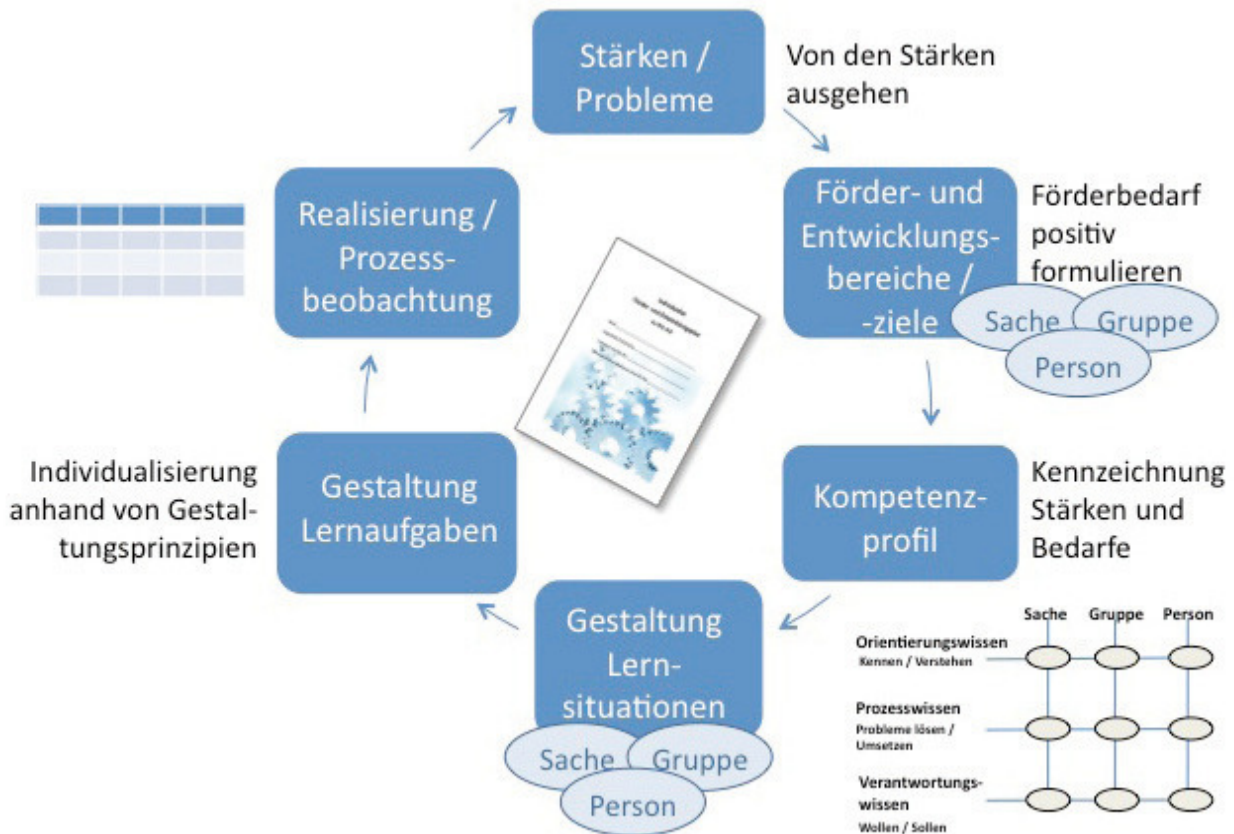 Stärken /
Probleme
Von den Stärken
ausgehen
Förder- und
Entwicklungs-
bereiche /
-ziele
Förderbedarf
positiv
formulieren
Sache
Gruppe
Person
Kompetenz-
profil
Kennzeichnung
Stärken und
Bedarfe
Sache Gruppe Person
Orientierungswissen
Kennen / Verstehen
Prozesswissen
Probleme lösen /
Umsetzen
Verantwortungs-
wissen
Wollen / Sollen
Gestaltung
Lern-
situationen
Sache
Gruppe
Person
Gestaltung
Lernaufgaben
Individualisierung
anhand von Gestal-
tungsprinzipien
Realisierung /
Prozess-
beobachtung